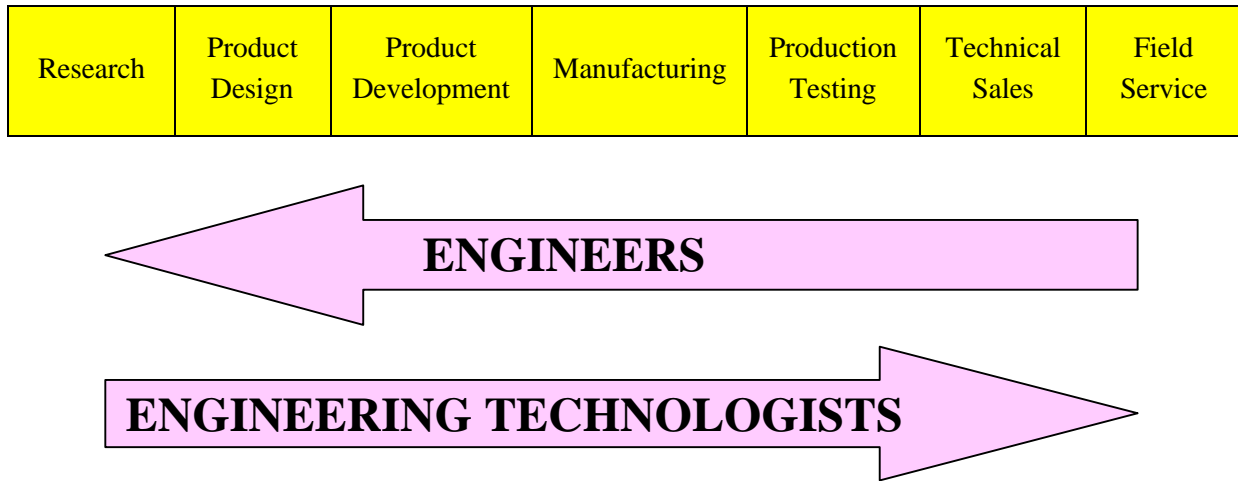 Research
Product
Design
Product
Development
Manufacturing
Production
Testing
Technical
Sales
Field
Service
ENGINEERS
ENGINEERING TECHNOLOGISTS